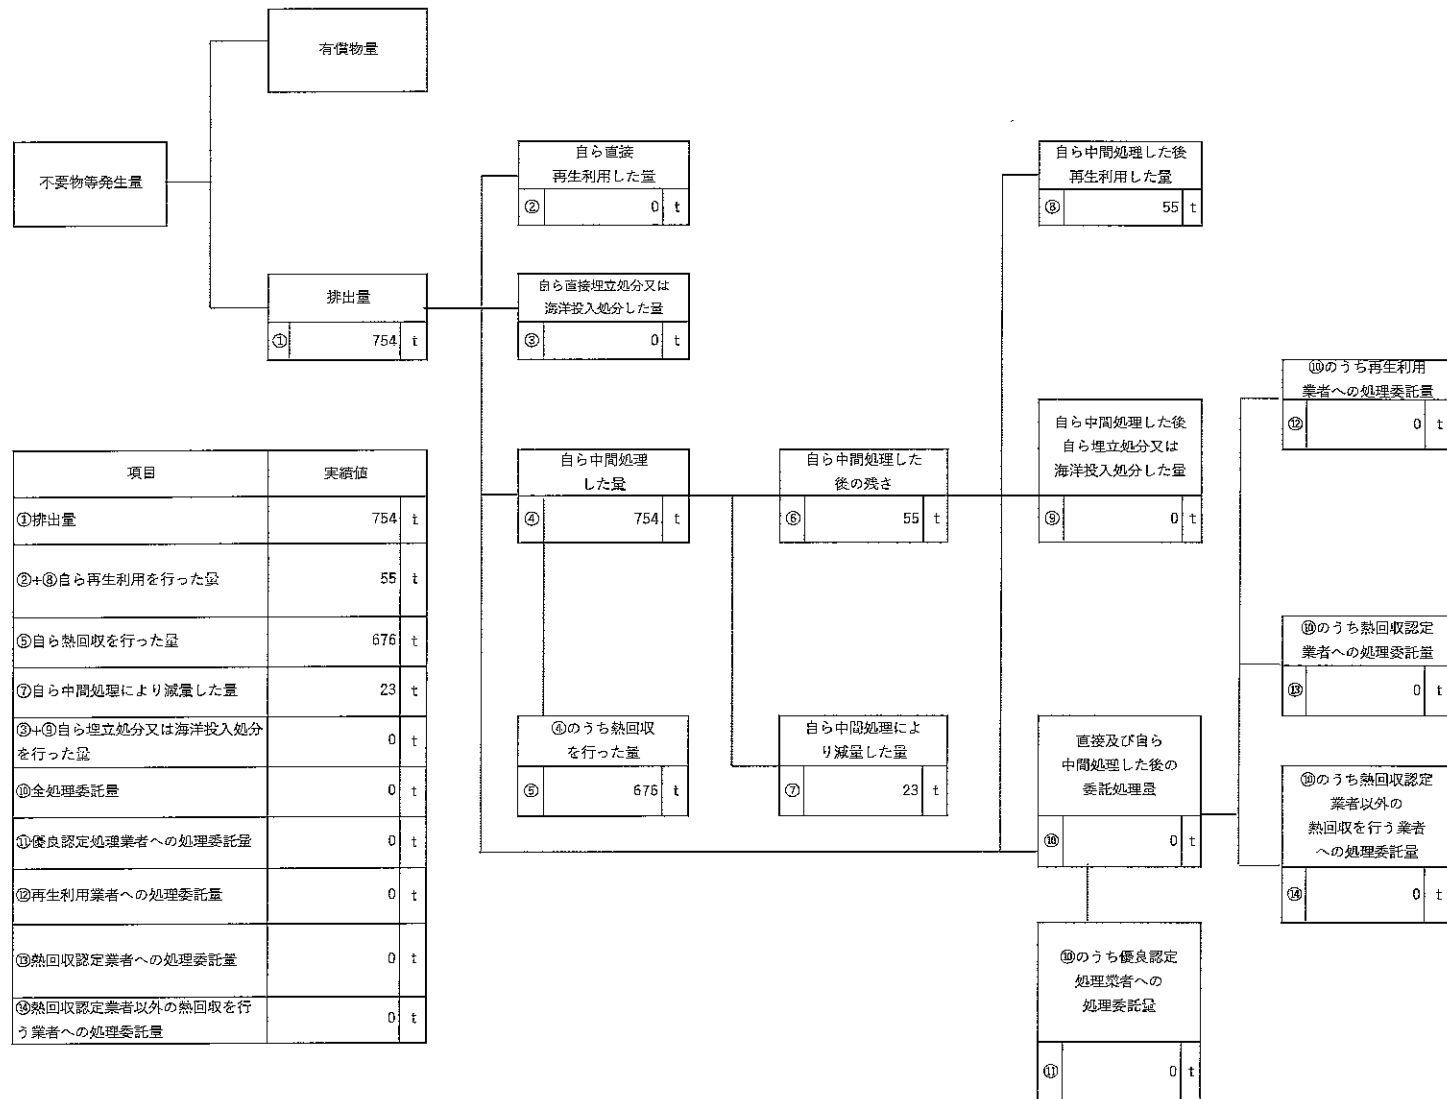 有償物量
不要物等発生量
自ら直接
再生利用した量
② 0 t
自ら中間処理した後
再生利用した量
⑧ 55 t
排出量
① 754 t
自ら直接埋立処分又は
海洋投入処分した量
③ 0 t
⑩のうち再生利用
業者への処理委託量
⑫ 0 t
自ら中間処理
した量
④ 754 t
自ら中間処理した
後の残さ
⑥ 55 t
自ら中間処理した後
自ら埋立処分又は
海洋投入処分した量
⑨ 0 t
⑩のうち熱回収認定
業者への処理委託量
⑬ 0 t
④のうち熱回収
を行った量
⑤ 676 t
自ら中間処理によ
り減量した量
⑦ 23 t
直接及び自ら
中間処理した後の
委託処理量
⑩ 0 t
⑩のうち熱回収認定
業者以外の
熱回収を行う業者
への処理委託量
⑭ 0 t
⑩のうち優良認定
処理業者への
処理委託量
⑪ 0 t
項目 実績値
①排出量 754 t
②+⑧自ら再生利用を行った量 55 t
⑤自ら熱回収を行った量 676 t
⑦自ら中間処理により減量した量 23 t
③+⑨自ら埋立処分又は海洋投入処分
を行った量 0 t
⑩全処理委託量 0 t
⑪優良認定処理業者への処理委託量 0 t
⑫再生利用業者への処理委託量 0 t
⑬熱回収認定業者への処理委託量 0 t
⑭熱回収認定業者以外の熱回収を行
う業者への処理委託量 0 t